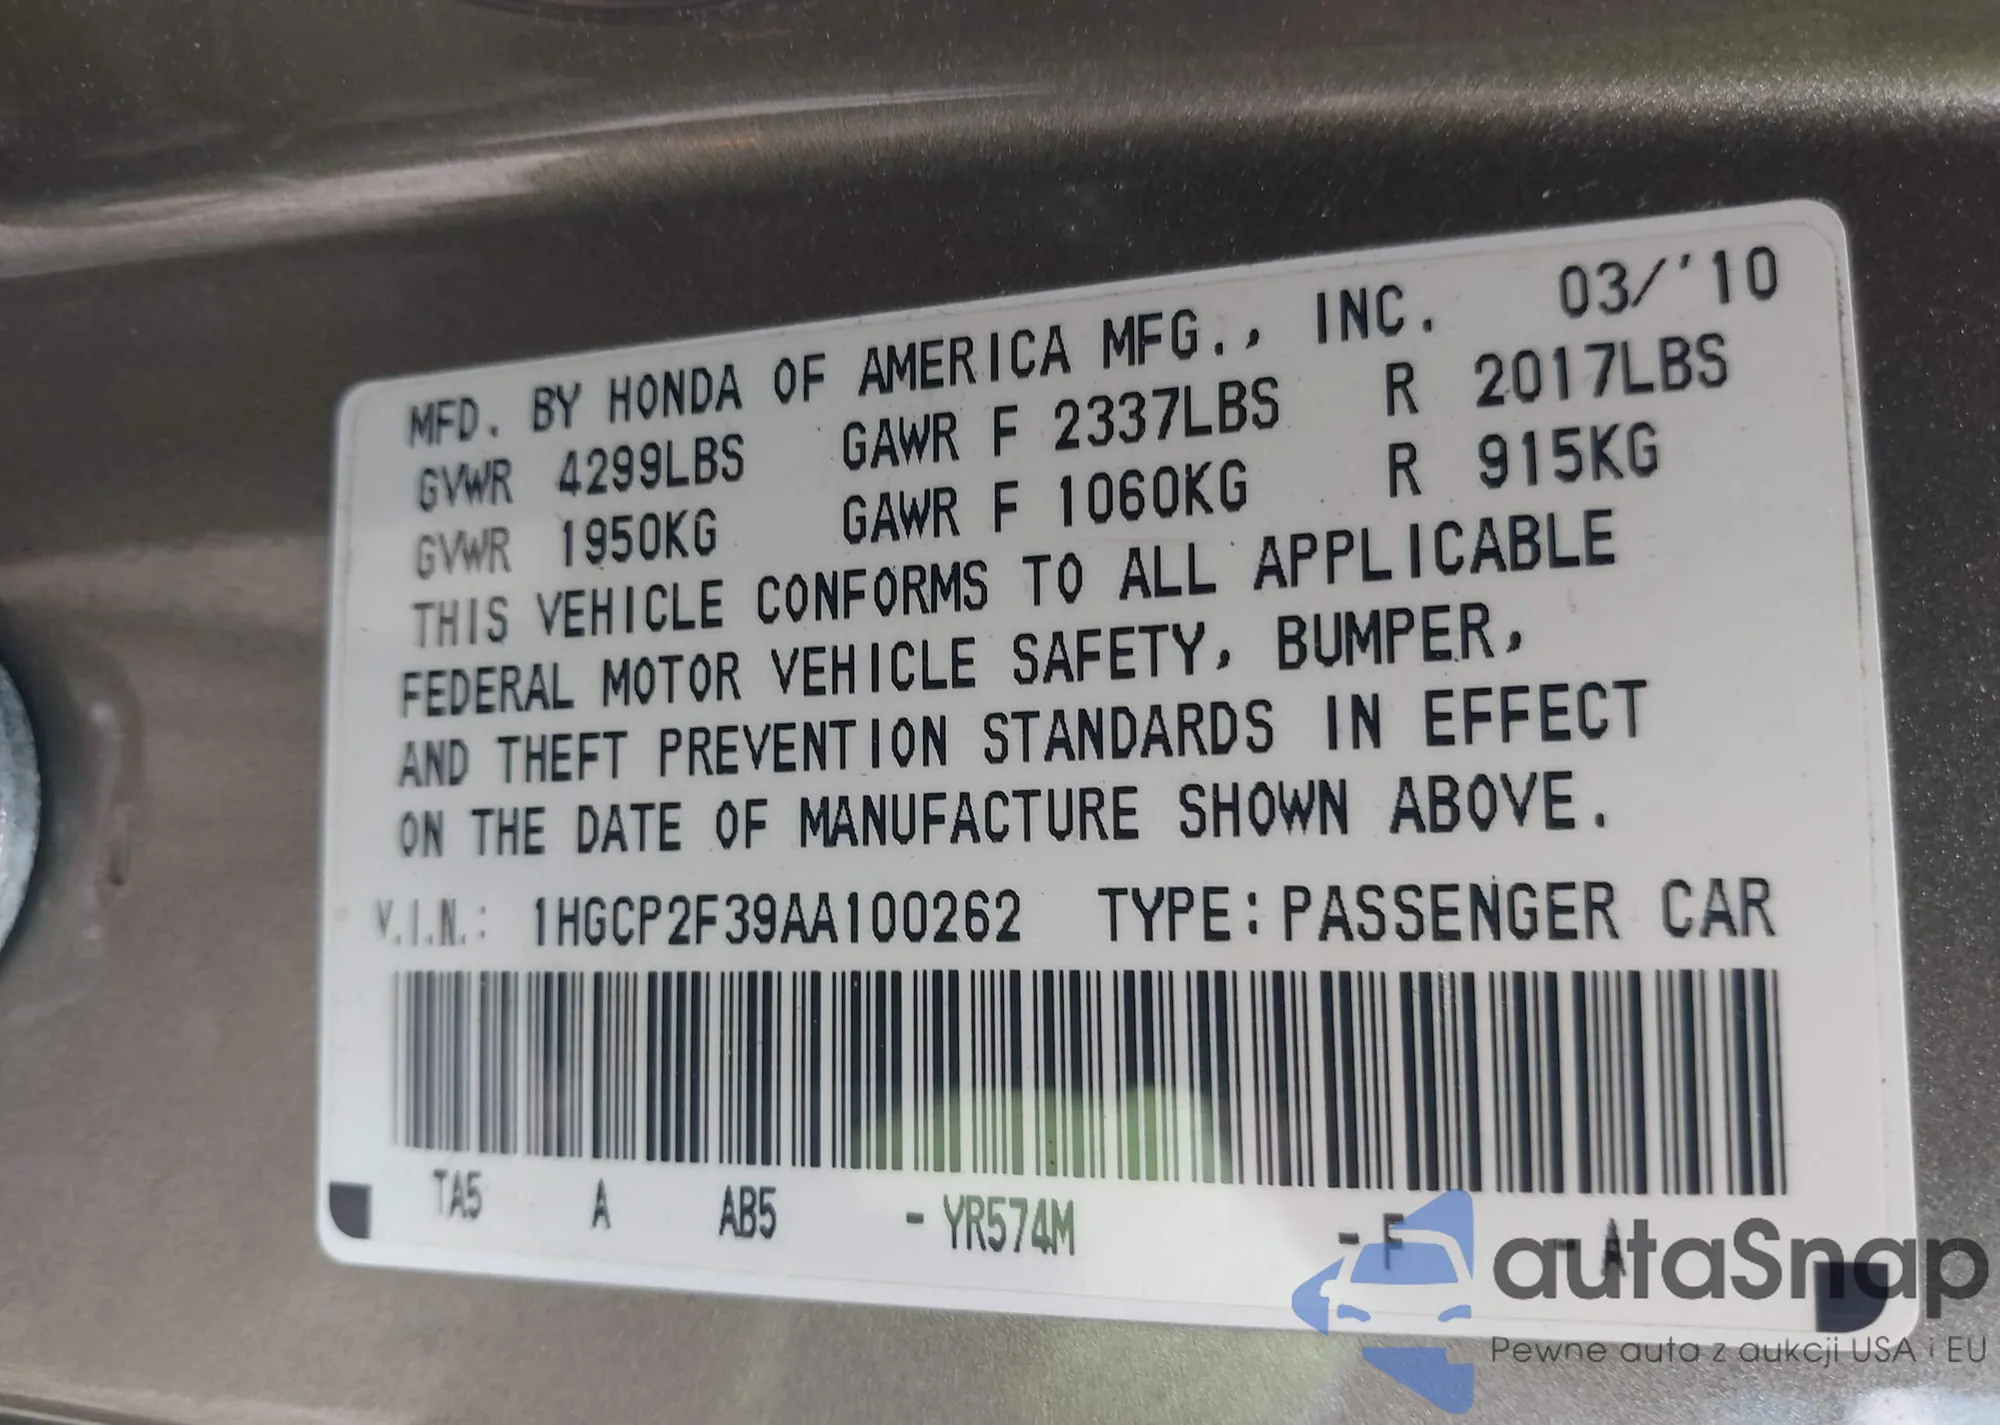 MFD. BY HONDA OF AMERICA MFG., INC. 03/'10
GVWR 4299LBS GAWR F 2337LBS R 2017LBS
GVWR 1950KG GAWR F 1060KG R 915KG
THIS VEHICLE CONFORMS TO ALL APPLICABLE
FEDERAL MOTOR VEHICLE SAFETY, BUMPER,
AND THEFT PREVENTION STANDARDS IN EFFECT
ON THE DATE OF MANUFACTURE SHOWN ABOVE.
V.I.N.: 1HGCP2F39AA100262 TYPE: PASSENGER CAR
TA5 A AB5 - YR574M - F - A
autaSnap
Pewne auta z aukcji USA i EU